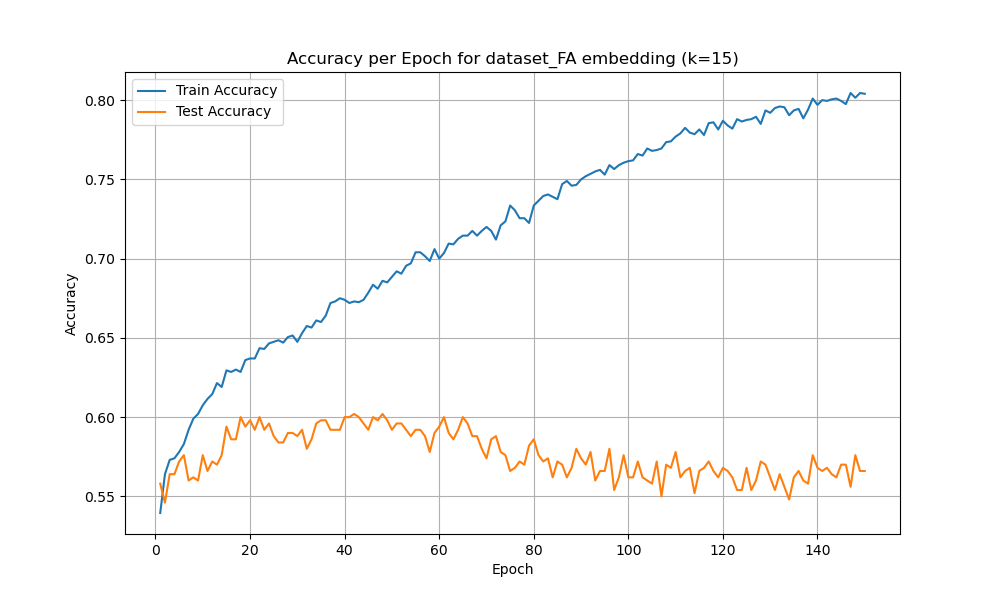 Accuracy per Epoch for dataset_FA embedding (k=15)
Train Accuracy
Test Accuracy
0.80
0.75
0.70
0.65
0.60
0.55
Accuracy
0 20 40 60 80 100 120 140
Epoch